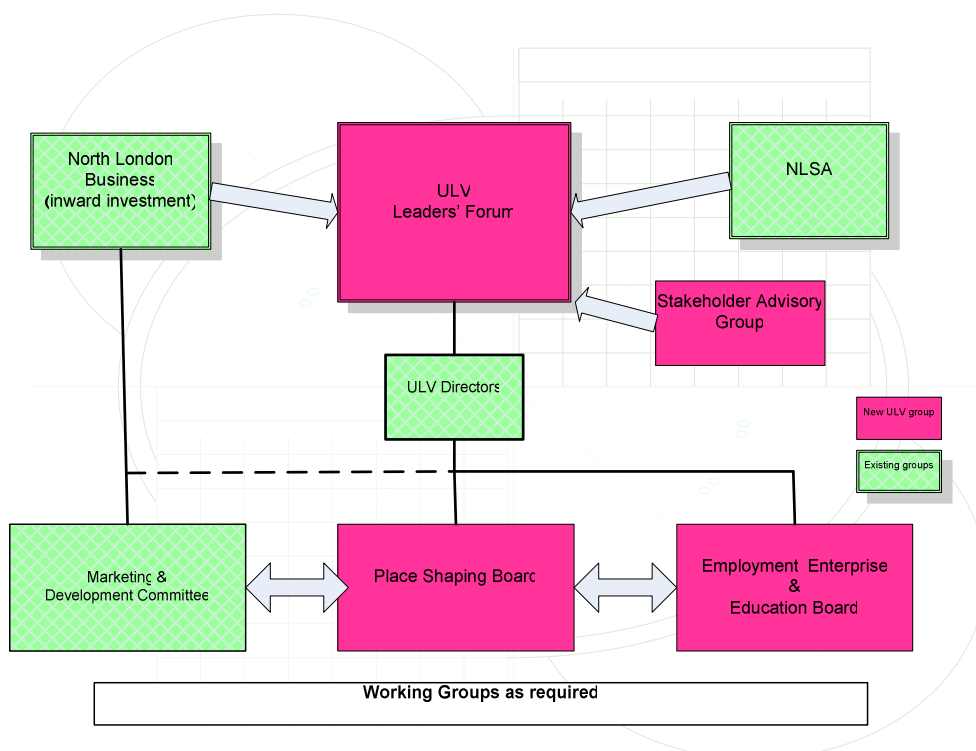 North London
Business
(inward investment)
ULV
Leaders' Forum
NLSA
Stakeholder Advisory
Group
ULV Directors
New ULV group
Existing groups
Marketing &
Development Committee
Place Shaping Board
Employment Enterprise
&
Education Board
Working Groups as required